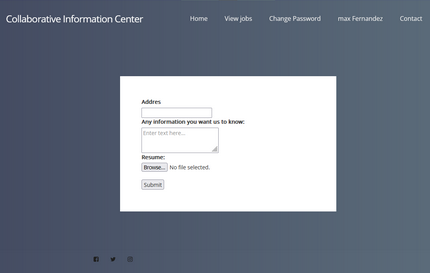 Collaborative Information Center
Home View jobs Change Password max Fernandez Contact
Addres
Any information you want us to know:
Enter text here...
Resume:
Browse... No file selected.
Submit